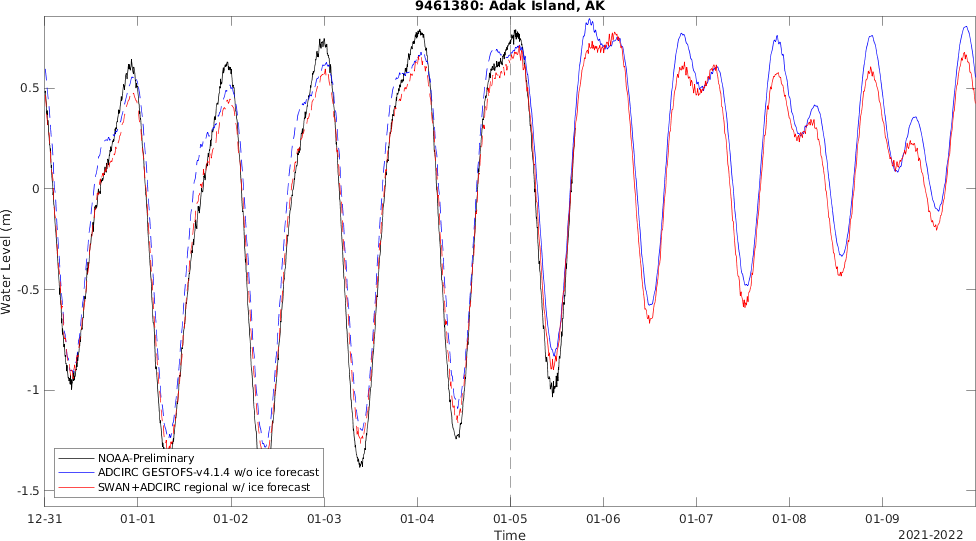 9461380: Adak Island, AK
0.5
0
-0.5
-1
-1.5
Water Level (m)
NOAA-Preliminary
ADCIRC GESTOFS-v4.1.4 w/o ice forecast
SWAN+ADCIRC regional w/ ice forecast
12-31 01-01 01-02 01-03 01-04 01-05 01-06 01-07 01-08 01-09
Time
2021-2022